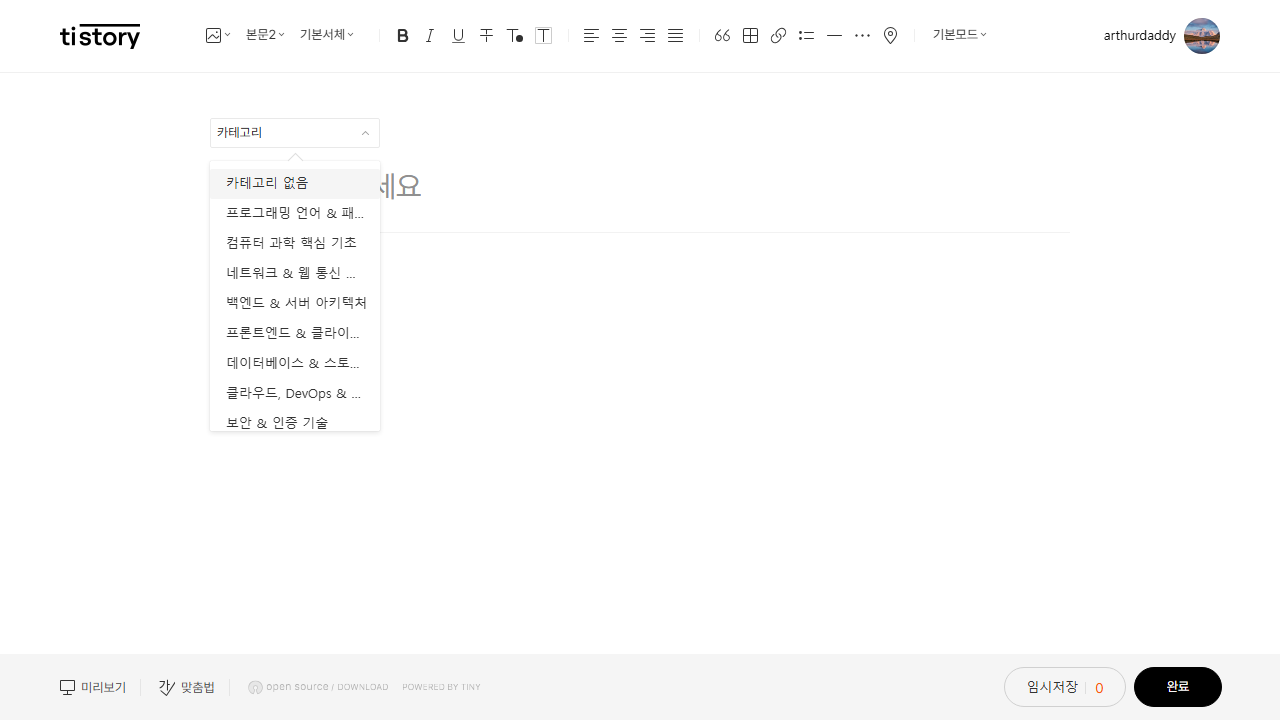 tistory
본문2 기본서체 기본모드 arthurdaddy
카테고리
세요
카테고리 없음
프로그래밍 언어 & 패...
컴퓨터 과학 핵심 기초
네트워크 & 웹 통신 ...
백엔드 & 서버 아키텍처
프론트엔드 & 클라이...
데이터베이스 & 스토...
클라우드, DevOps & ...
보안 & 인증 기술
미리보기 맞춤법 open source / DOWNLOAD POWERED BY TINY 임시저장 0 완료